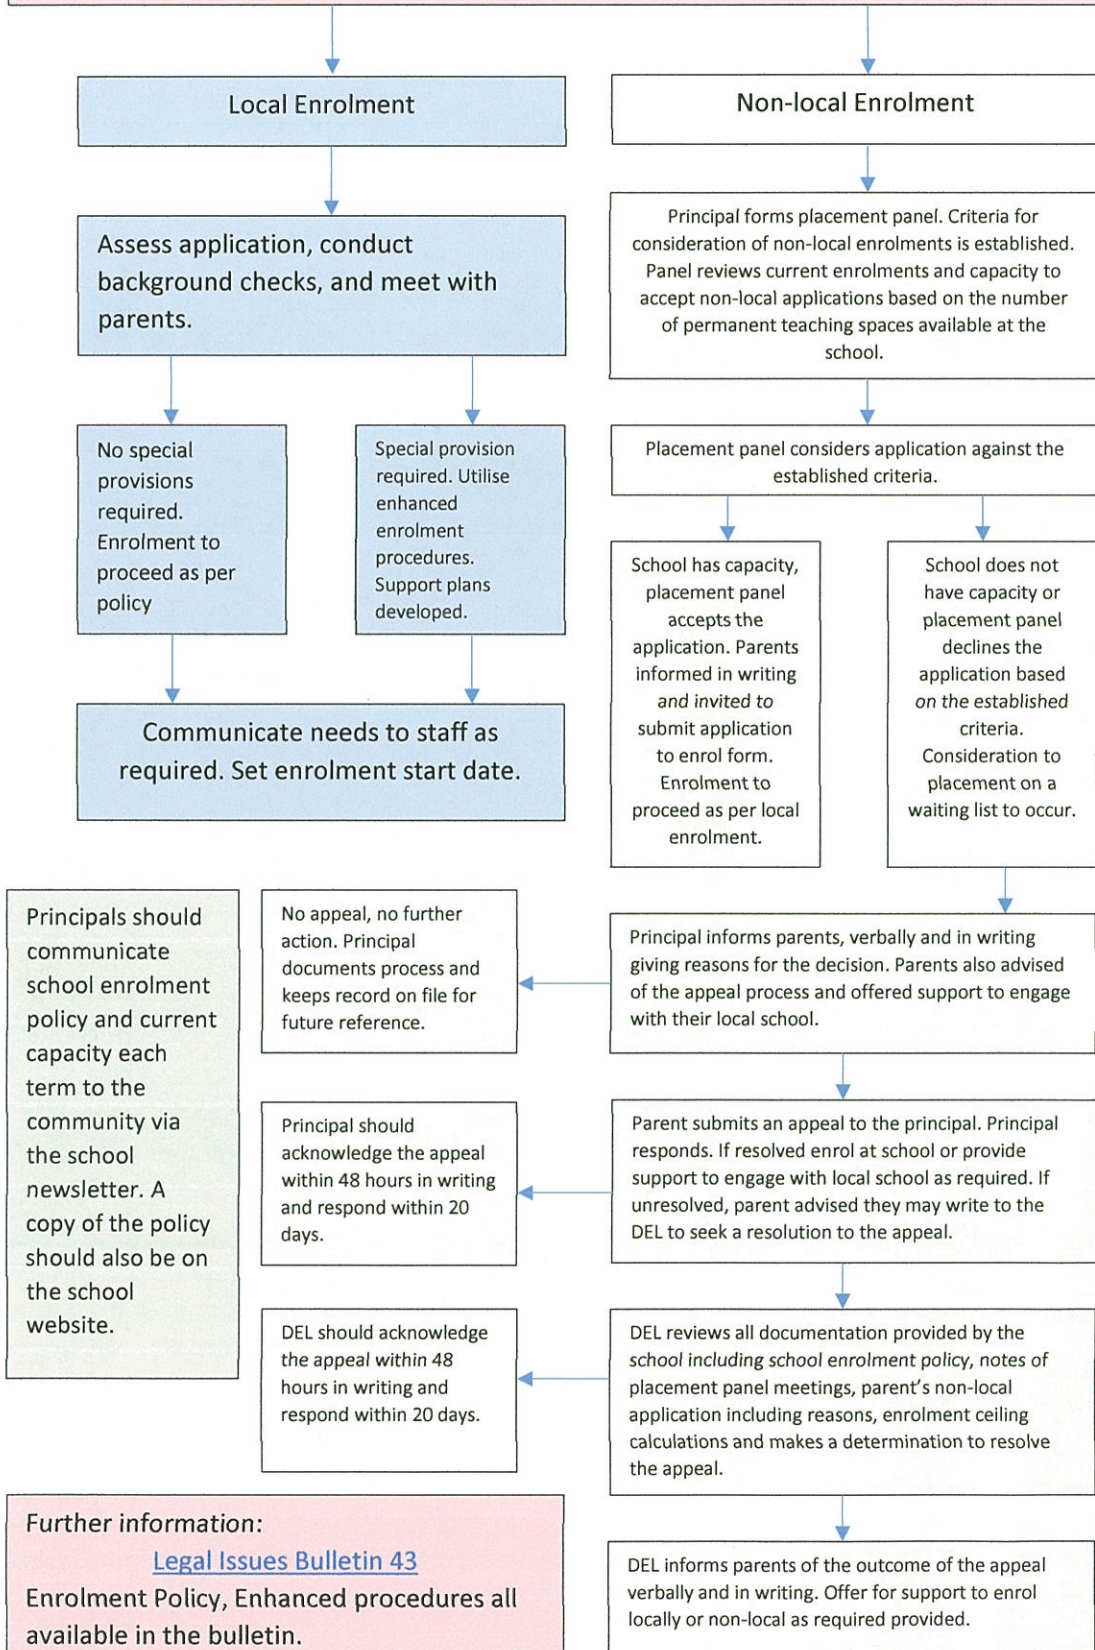 Local Enrolment
Assess application, conduct
background checks, and meet with
parents.
No special
provisions
required.
Enrolment to
proceed as per
policy
Special provision
required. Utilise
enhanced
enrolment
procedures.
Support plans
developed.
Communicate needs to staff as
required. Set enrolment start date.
Non-local Enrolment
Principal forms placement panel. Criteria for
consideration of non-local enrolments is established.
Panel reviews current enrolments and capacity to
accept non-local applications based on the number
of permanent teaching spaces available at the
school.
Placement panel considers application against the
established criteria.
School has capacity,
placement panel
accepts the
application. Parents
informed in writing
and invited to
submit application
to enrol form.
Enrolment to
proceed as per local
enrolment.
School does not
have capacity or
placement panel
declines the
application based
on the established
criteria.
Consideration to
placement on a
waiting list to occur.
Principals should
communicate
school enrolment
policy and current
capacity each
term to the
community via
the school
newsletter. A
copy of the policy
should also be on
the school
website.
No appeal, no further
action. Principal
documents process and
keeps record on file for
future reference.
Principal informs parents, verbally and in writing
giving reasons for the decision. Parents also advised
of the appeal process and offered support to engage
with their local school.
Principal should
acknowledge the appeal
within 48 hours in writing
and respond within 20
days.
Parent submits an appeal to the principal. Principal
responds. If resolved enrol at school or provide
support to engage with local school as required. If
unresolved, parent advised they may write to the
DEL to seek a resolution to the appeal.
DEL should acknowledge
the appeal within 48
hours in writing and
respond within 20 days.
DEL reviews all documentation provided by the
school including school enrolment policy, notes of
placement panel meetings, parent's non-local
application including reasons, enrolment ceiling
calculations and makes a determination to resolve
the appeal.
Further information:
Legal Issues Bulletin 43
Enrolment Policy, Enhanced procedures all
available in the bulletin.
DEL informs parents of the outcome of the appeal
verbally and in writing. Offer for support to enrol
locally or non-local as required provided.